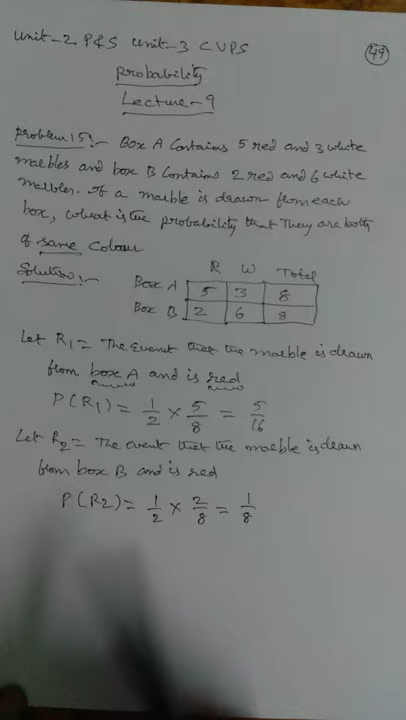 Unit-2 P&S Unit-3 CVPS
49
Probability
Lecture-9
Problem 15:- Box A Contains 5 red and 3 white
marbles and box B Contains 2 red and 6 white
Marbles. If a marble is drawn from each
box, what is the probability that They are both
of same Colour
Solution:-
R W Total
Box A 5 3 8
Box B 2 6 8
Let R1 = The event that the marble is drawn
from box A and is red
P(R1) = 1/2 × 5/8 = 5/16
Let R2 = The event that the marble is drawn
from box B and is red
P(R2) = 1/2 × 2/8 = 1/8